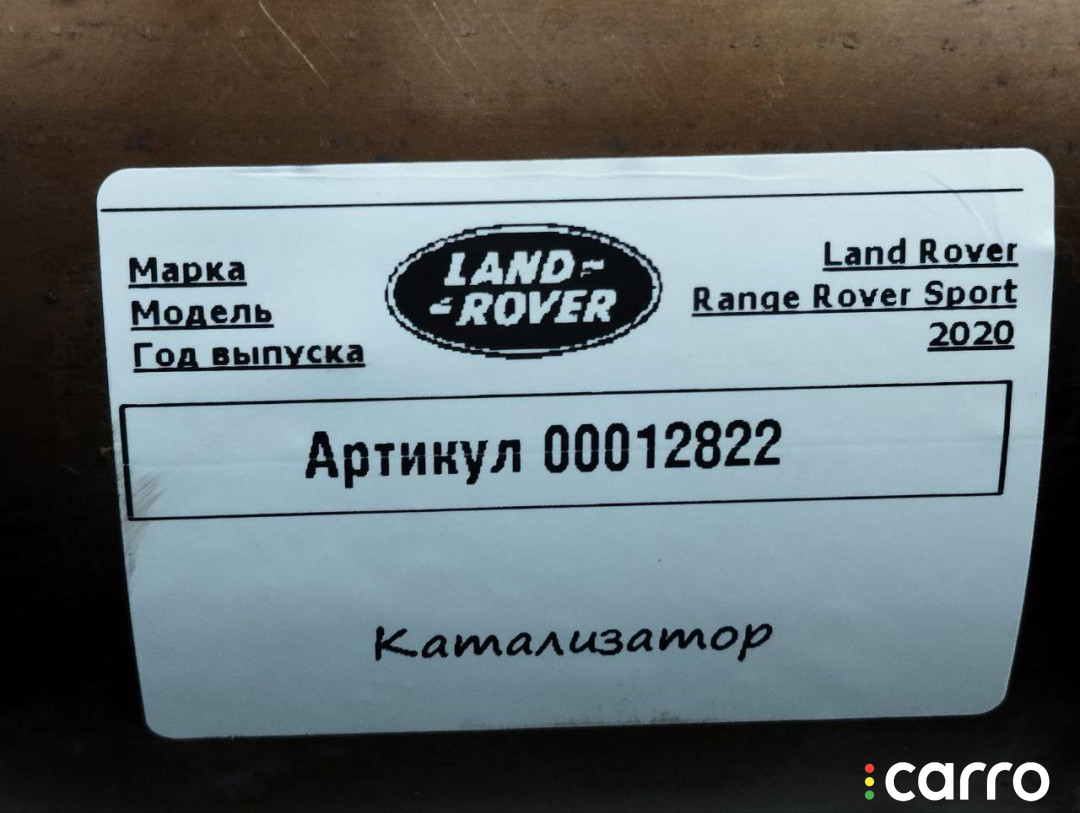 Марка Land Rover
LAND-
-ROVER
Модель Range Rover Sport
Год выпуска 2020
Артикул 00012822
Катализатор
carro